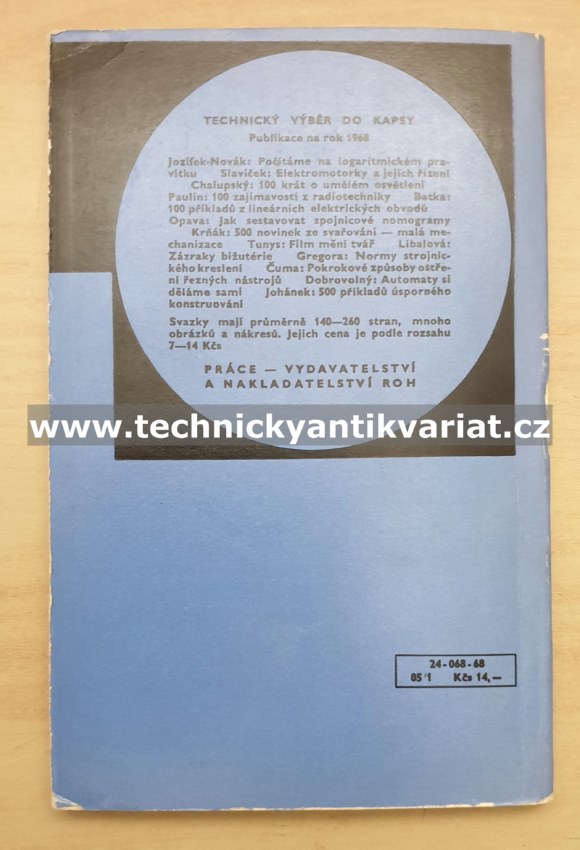 TECHNICKÝ VÝBĚR DO KAPSY
Publikace na rok 1968
Jozífek-Novák: Počítáme na logaritmickém pra-
vítku Slavíček: Elektromotorky a jejich řízení
Chalupský: 100 krát o umělém osvětlení
Paulin: 100 zajímavostí z radiotechniky Batka:
100 příkladů z lineárních elektrických obvodů
Opava: Jak sestavovat spojnicové nomogramy
Krňák: 500 novinek ze svařování — malá me-
chanizace Tunys: Film mění tvář Libalová:
Zázraky bižutérie Gregora: Normy strojnic-
kého kreslení Čuma: Pokrokové způsoby ostře-
ní řezných nástrojů Dobrovolný: Automaty si
děláme sami Johánek: 500 příkladů úsporného
konstruování
Svazky mají průměrně 140—260 stran, mnoho
obrázků a nákresů. Jejich cena je podle rozsahu
7—14 Kčs
PRÁCE — VYDAVATELSTVÍ
A NAKLADATELSTVÍ ROH
www.technickyantikvariat.cz
24-068-68
05/1 Kčs 14,—